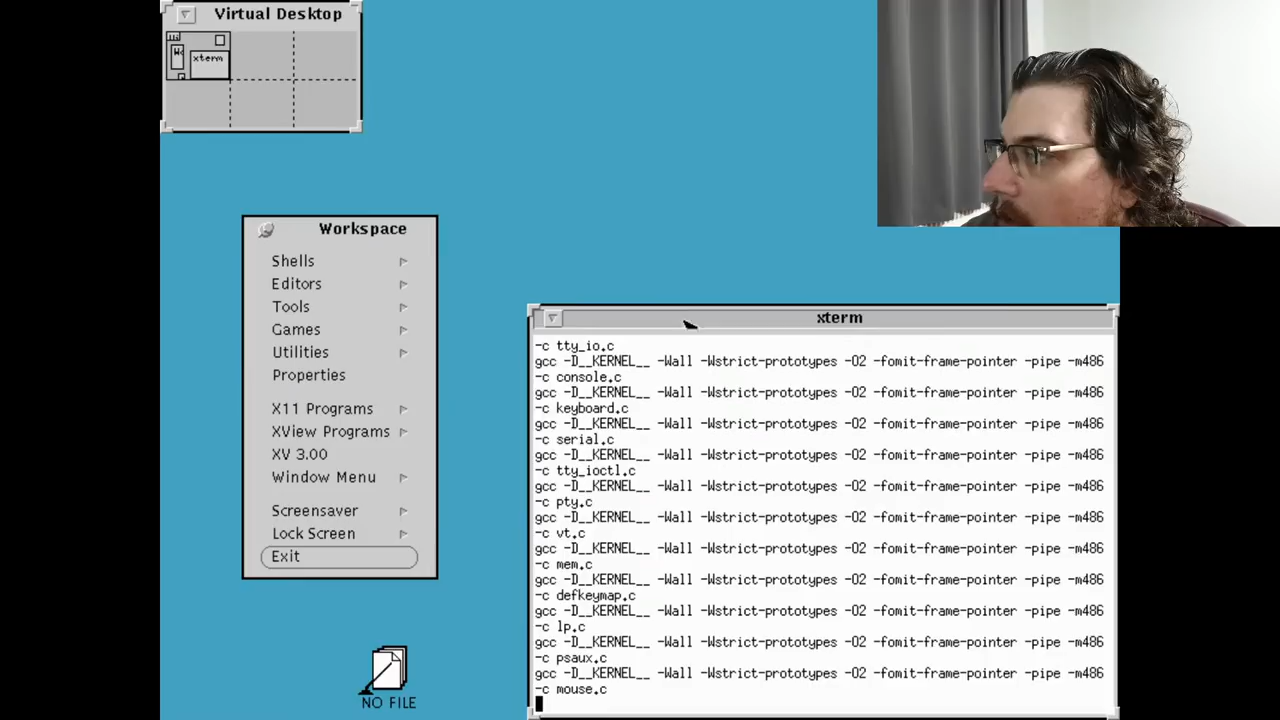 Virtual Desktop
xterm
Workspace
Shells
Editors
Tools
Games
Utilities
Properties
X11 Programs
XView Programs
XV 3.00
Window Menu
Screensaver
Lock Screen
Exit
NO FILE
xterm
-c tty_io.c
gcc -D__KERNEL__ -Wall -Wstrict-prototypes -O2 -fomit-frame-pointer -pipe -m486
-c console.c
gcc -D__KERNEL__ -Wall -Wstrict-prototypes -O2 -fomit-frame-pointer -pipe -m486
-c keyboard.c
gcc -D__KERNEL__ -Wall -Wstrict-prototypes -O2 -fomit-frame-pointer -pipe -m486
-c serial.c
gcc -D__KERNEL__ -Wall -Wstrict-prototypes -O2 -fomit-frame-pointer -pipe -m486
-c tty_ioctl.c
gcc -D__KERNEL__ -Wall -Wstrict-prototypes -O2 -fomit-frame-pointer -pipe -m486
-c pty.c
gcc -D__KERNEL__ -Wall -Wstrict-prototypes -O2 -fomit-frame-pointer -pipe -m486
-c vt.c
gcc -D__KERNEL__ -Wall -Wstrict-prototypes -O2 -fomit-frame-pointer -pipe -m486
-c mem.c
gcc -D__KERNEL__ -Wall -Wstrict-prototypes -O2 -fomit-frame-pointer -pipe -m486
-c defkeymap.c
gcc -D__KERNEL__ -Wall -Wstrict-prototypes -O2 -fomit-frame-pointer -pipe -m486
-c lp.c
gcc -D__KERNEL__ -Wall -Wstrict-prototypes -O2 -fomit-frame-pointer -pipe -m486
-c psaux.c
gcc -D__KERNEL__ -Wall -Wstrict-prototypes -O2 -fomit-frame-pointer -pipe -m486
-c mouse.c